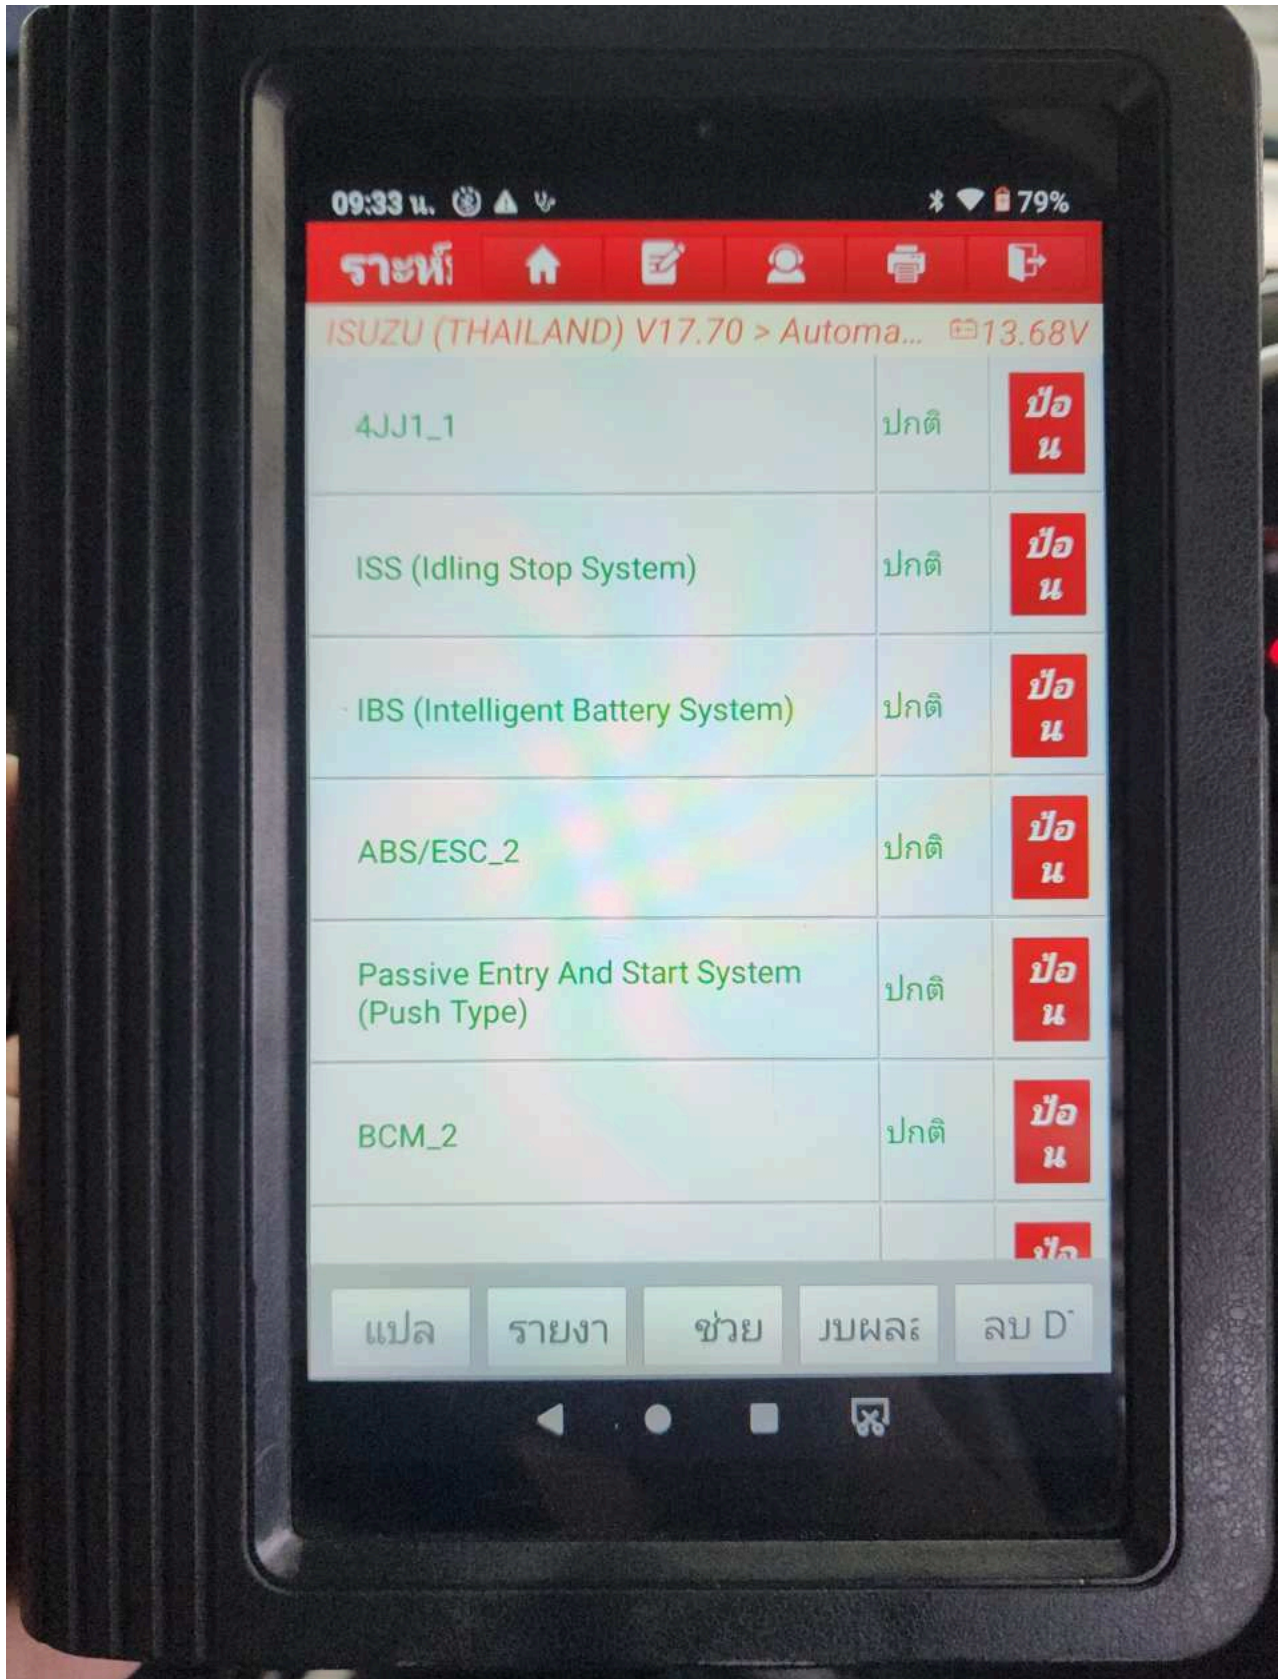 09:33 น. 79%
ISUZU (THAILAND) V17.70 > Automa... 13.68V
4JJ1_1 ปกติ ป้อ
น
ISS (Idling Stop System) ปกติ ป้อ
น
IBS (Intelligent Battery System) ปกติ ป้อ
น
ABS/ESC_2 ปกติ ป้อ
น
Passive Entry And Start System
(Push Type) ปกติ ป้อ
น
BCM_2 ปกติ ป้อ
น
ป้อ
แปล รายงา ช่วย ลบ D